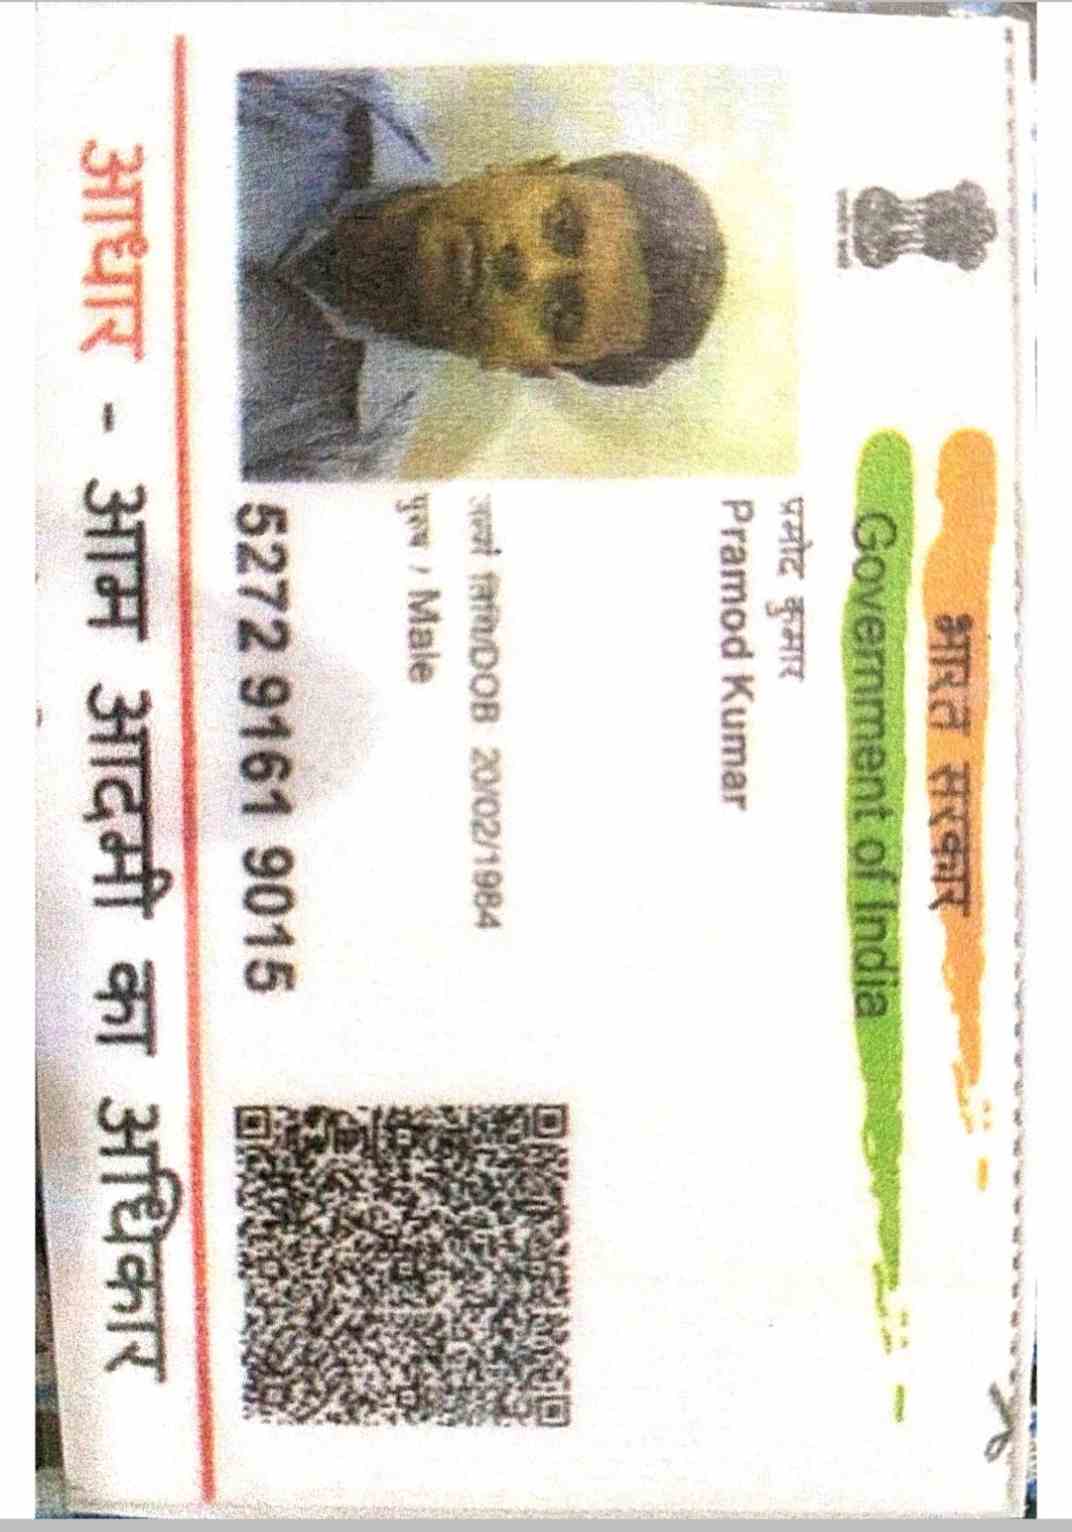 भारत सरकार
Government of India
प्रमोद कुमार
Pramod Kumar
जन्म तिथि/DOB 20/02/1984
पुरुष / Male
5272 9161 9015
आधार - आम आदमी का अधिकार